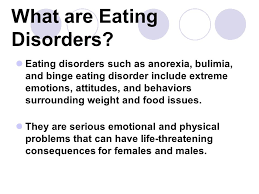 What are Eating
Disorders?
Eating disorders such as anorexia, bulimia,
and binge eating disorder include extreme
emotions, attitudes, and behaviors
surrounding weight and food issues.
They are serious emotional and physical
problems that can have life-threatening
consequences for females and males.